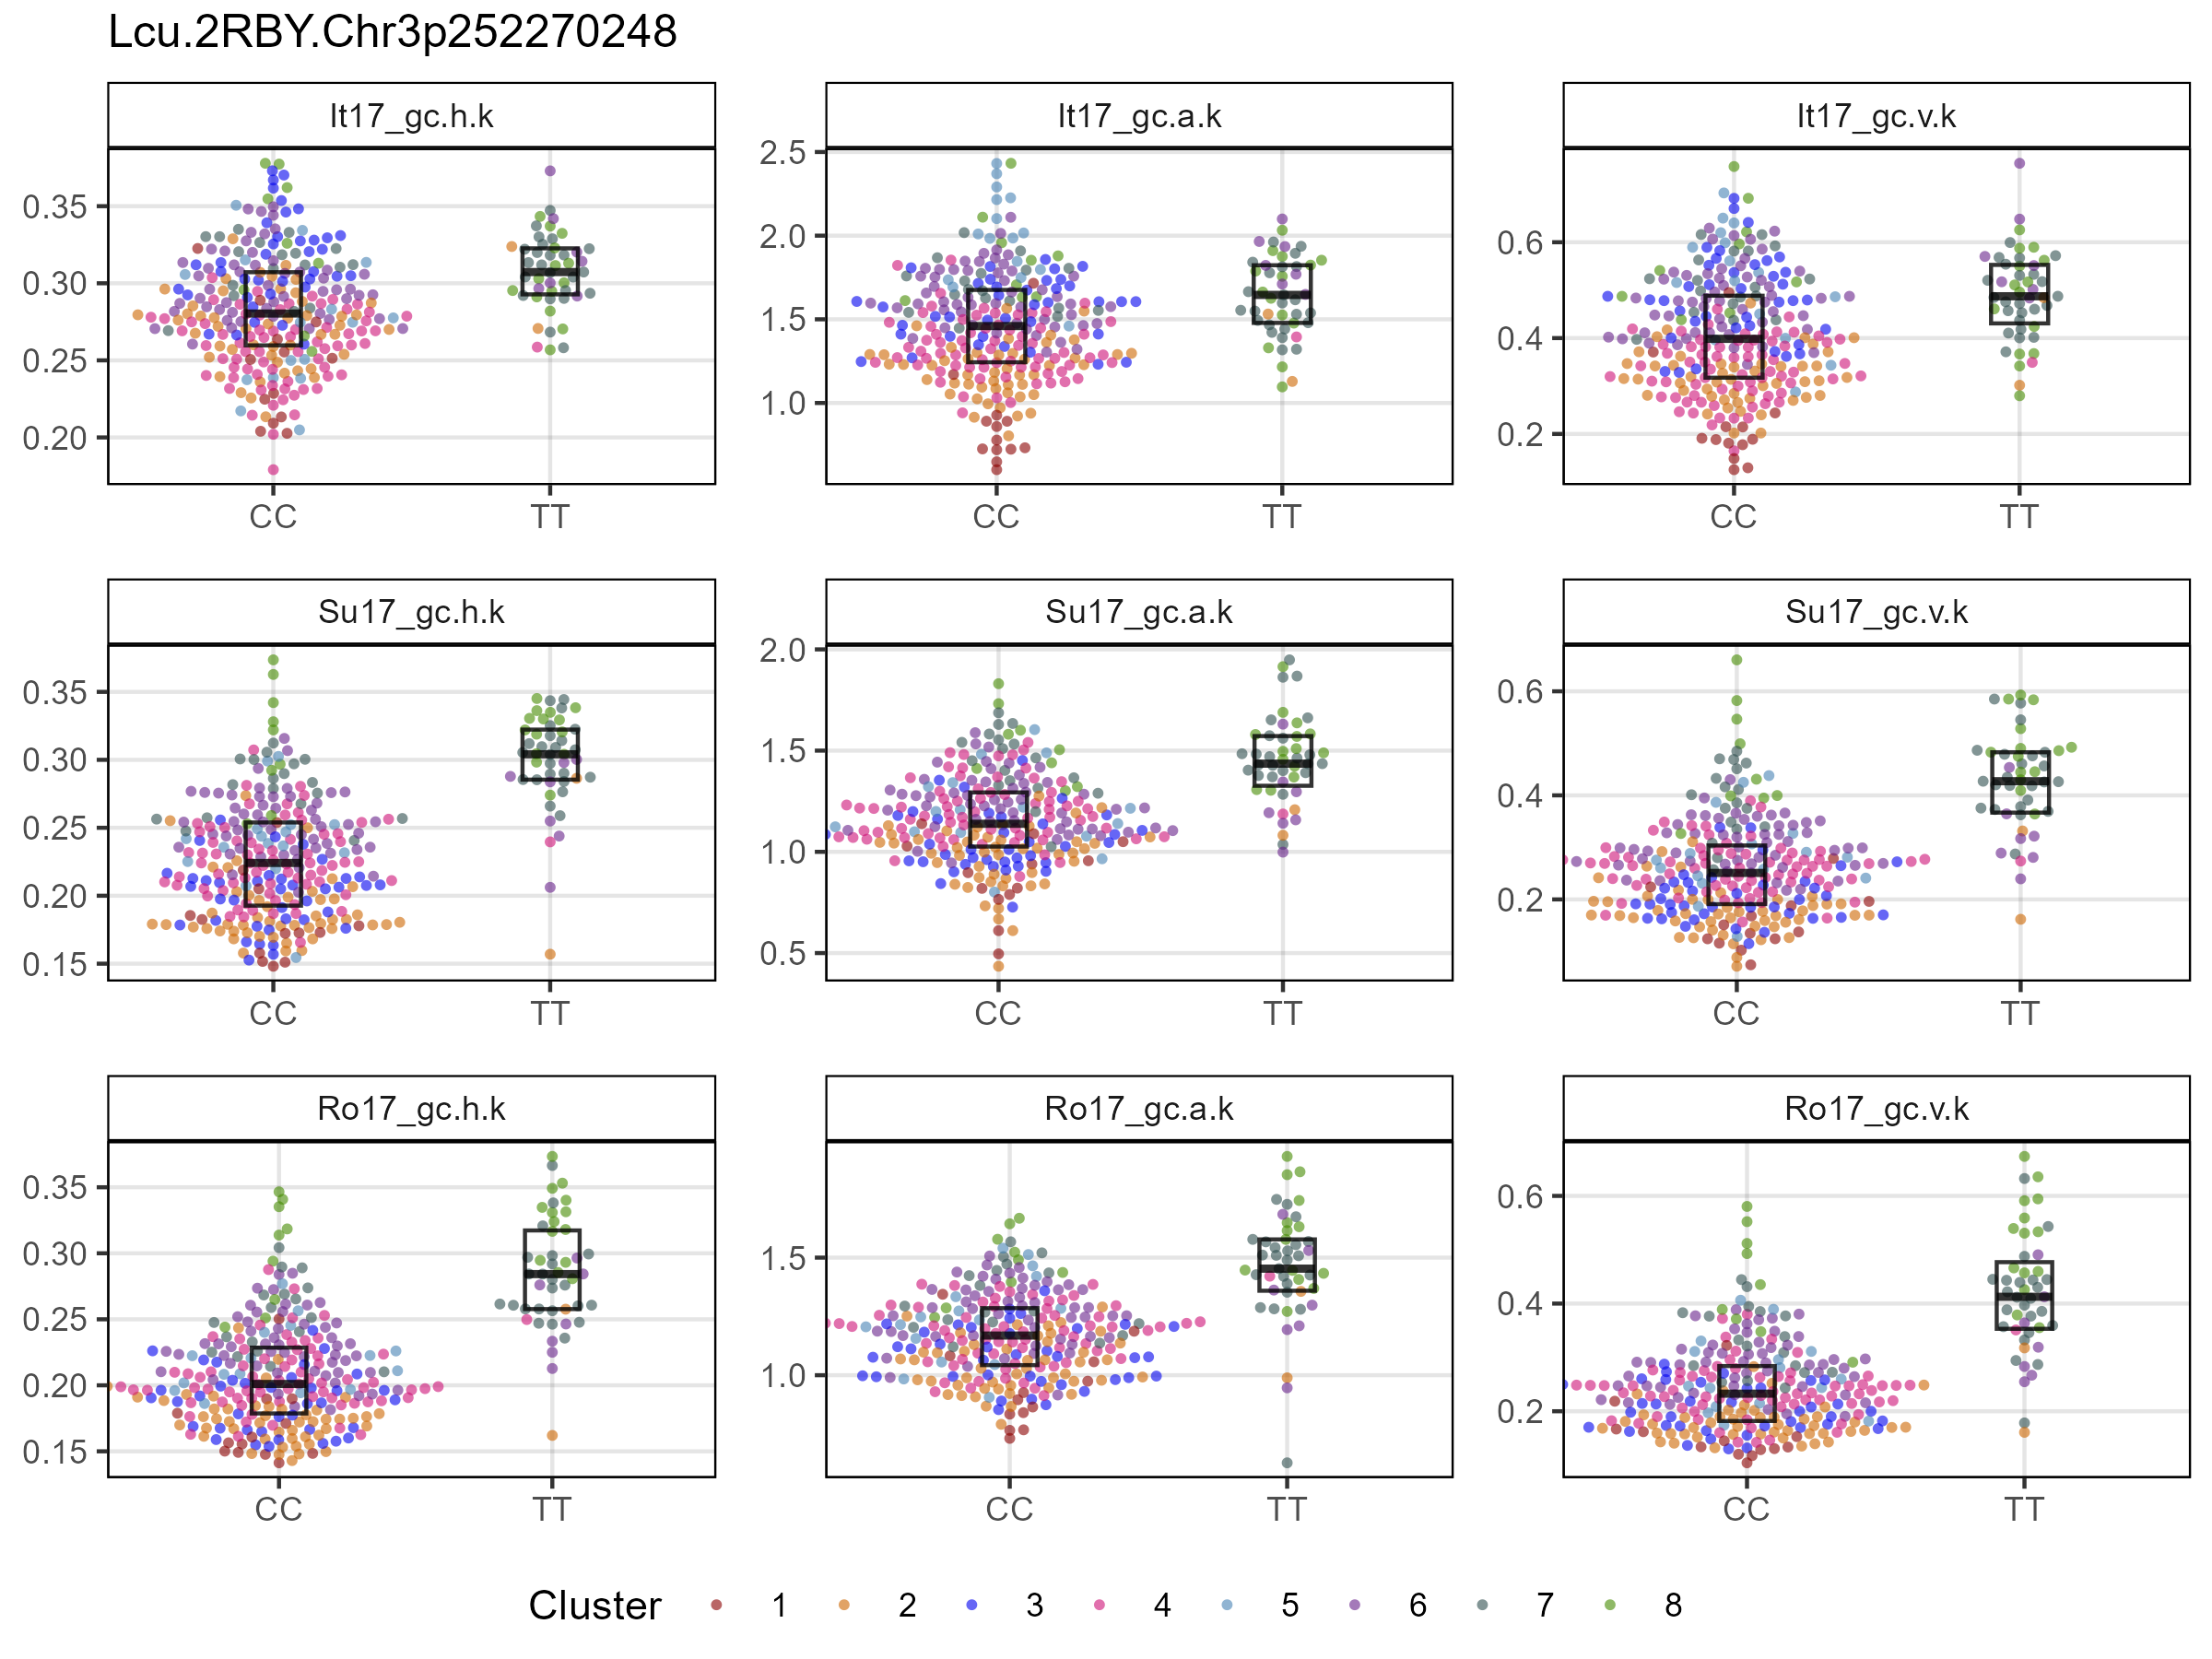 Lcu.2RBY.Chr3p252270248
It17_gc.h.k
It17_gc.a.k
It17_gc.v.k
0.35
0.30
0.25
0.20
2.5
2.0
1.5
1.0
0.6
0.4
0.2
CC
TT
CC
TT
CC
TT
Su17_gc.h.k
Su17_gc.a.k
Su17_gc.v.k
0.35
0.30
0.25
0.20
0.15
2.0
1.5
1.0
0.5
0.6
0.4
0.2
CC
TT
CC
TT
CC
TT
Ro17_gc.h.k
Ro17_gc.a.k
Ro17_gc.v.k
0.35
0.30
0.25
0.20
0.15
1.5
1.0
0.6
0.4
0.2
CC
TT
CC
TT
CC
TT
Cluster 1 2 3 4 5 6 7 8